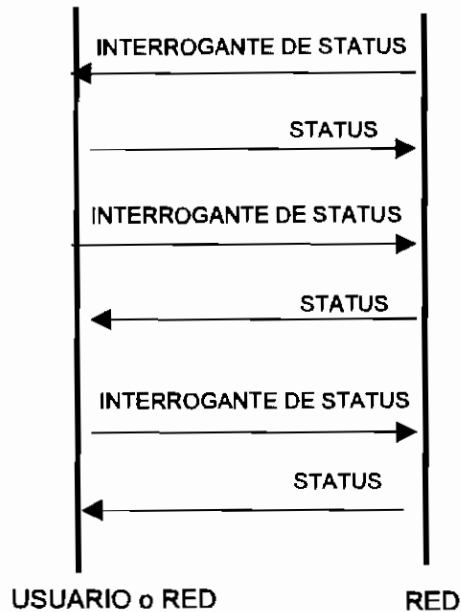 INTERROGANTE DE STATUS
STATUS
INTERROGANTE DE STATUS
STATUS
INTERROGANTE DE STATUS
STATUS
USUARIO o RED RED